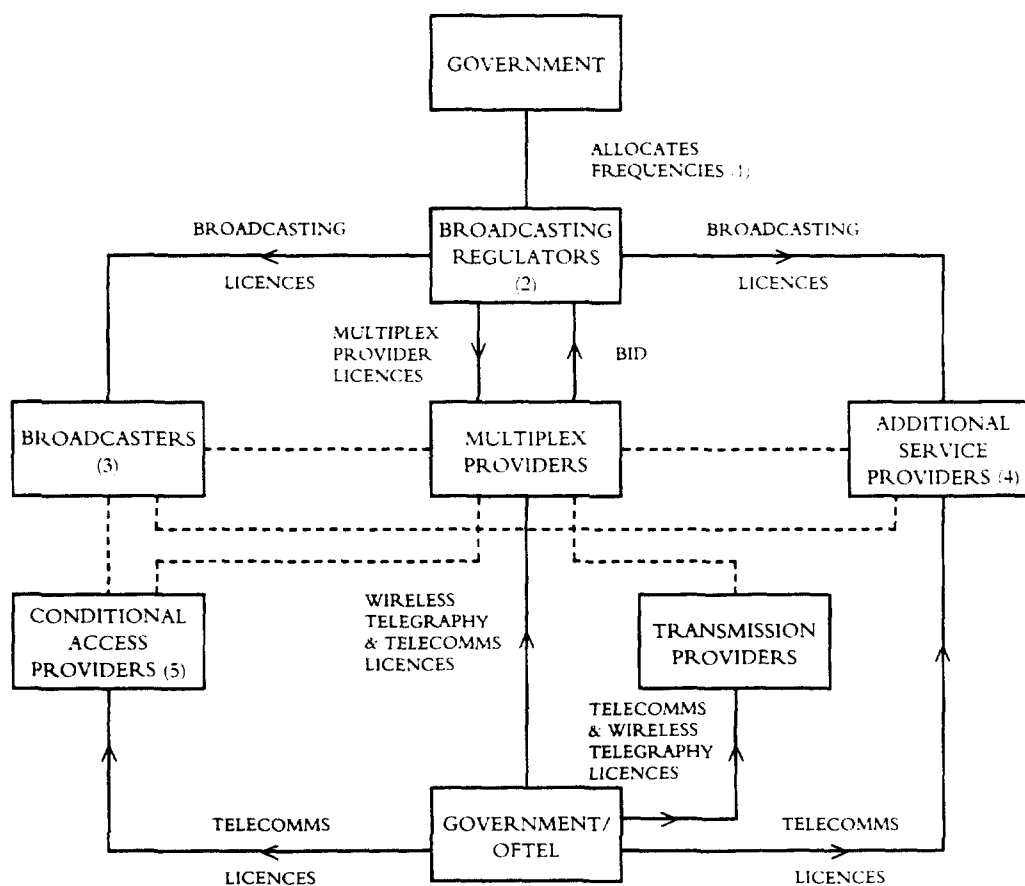 GOVERNMENT
ALLOCATES
FREQUENCIES (1)
BROADCASTING
LICENCES
BROADCASTING
REGULATORS
(2)
BROADCASTING
LICENCES
MULTIPLEX
PROVIDER
LICENCES
BID
BROADCASTERS
(3)
MULTIPLEX
PROVIDERS
ADDITIONAL
SERVICE
PROVIDERS (4)
CONDITIONAL
ACCESS
PROVIDERS (5)
WIRELESS
TELEGRAPHY
& TELECOMMS
LICENCES
TRANSMISSION
PROVIDERS
TELECOMMS
& WIRELESS
TELEGRAPHY
LICENCES
TELECOMMS
LICENCES
GOVERNMENT/
OFTEL
TELECOMMS
LICENCES